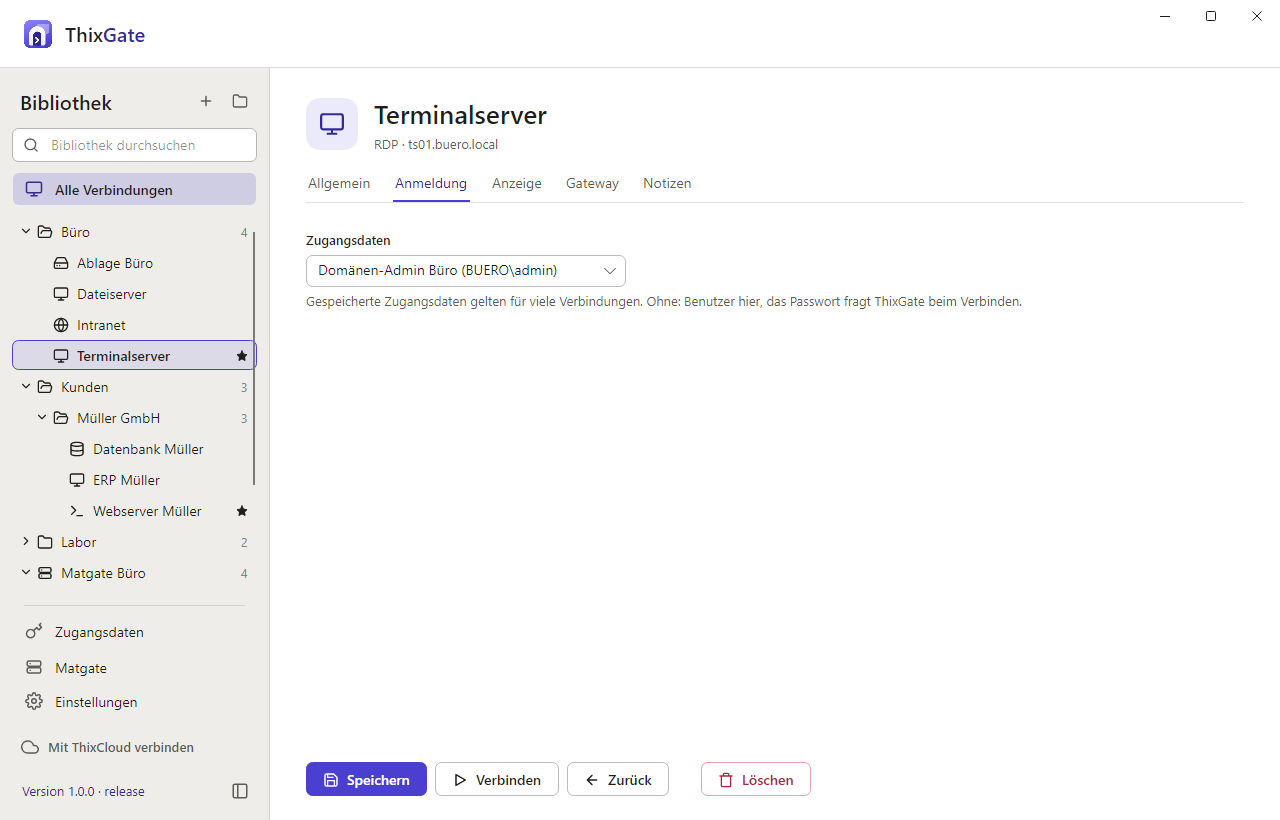 ThixGate
Bibliothek
Bibliothek durchsuchen
Alle Verbindungen
Büro 4
Ablage Büro
Dateiserver
Intranet
Terminalserver
Kunden 3
Müller GmbH 3
Datenbank Müller
ERP Müller
Webserver Müller
Labor 2
Matgate Büro 4
Zugangsdaten
Matgate
Einstellungen
Mit ThixCloud verbinden
Version 1.0.0 · release
Terminalserver
RDP · ts01.buero.local
Allgemein Anmeldung Anzeige Gateway Notizen
Zugangsdaten
Domänen-Admin Büro (BUERO\admin)
Gespeicherte Zugangsdaten gelten für viele Verbindungen. Ohne: Benutzer hier, das Passwort fragt ThixGate beim Verbinden.
Speichern Verbinden Zurück Löschen